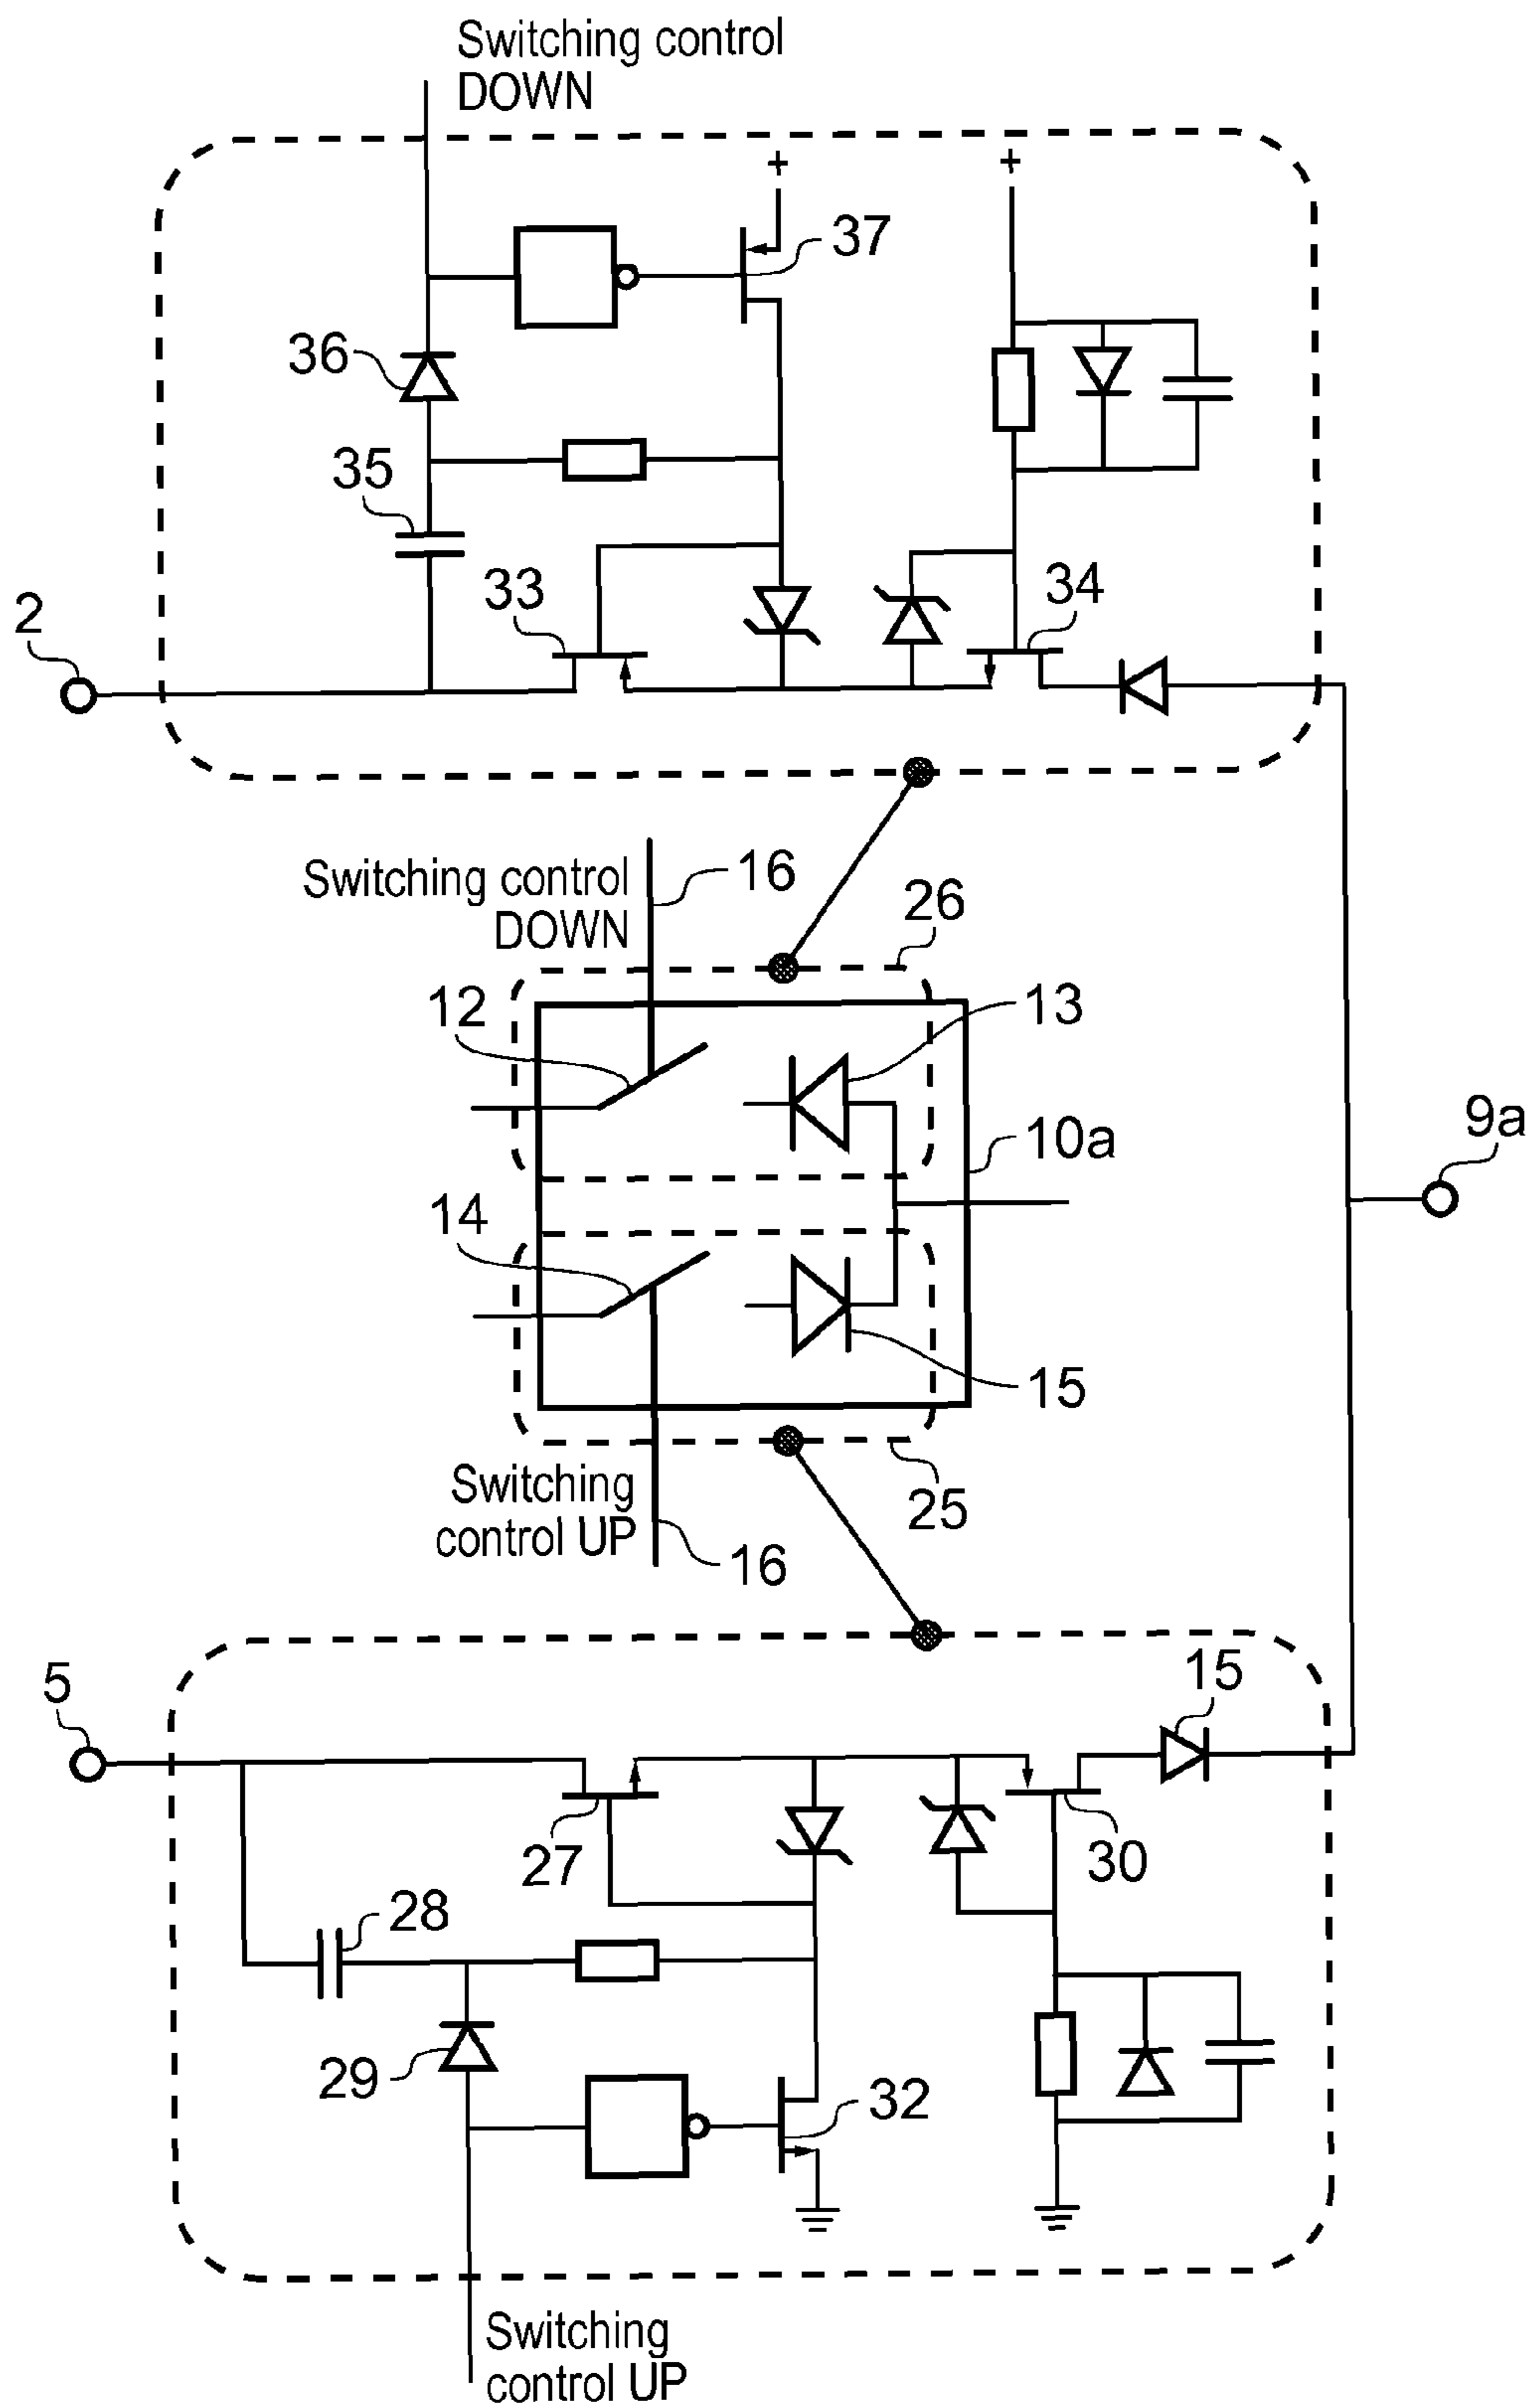 Switching control
DOWN
+
+
37
36
35
33
34
2
Switching control
DOWN
16
26
12
13
10a
9a
14
15
Switching
control UP
25
16
5
15
27
30
28
29
32
Switching
control UP